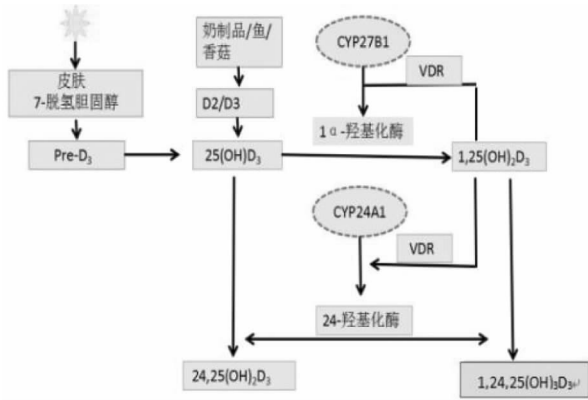 奶制品/鱼/
香菇
CYP27B1
VDR
皮肤
7-脱氢胆固醇
D2/D3
1α-羟基化酶
Pre-D₃
25(OH)D₃
1,25(OH)₂D₃
CYP24A1
VDR
24-羟基化酶
24,25(OH)₂D₃
1,24,25(OH)₃D₃↵